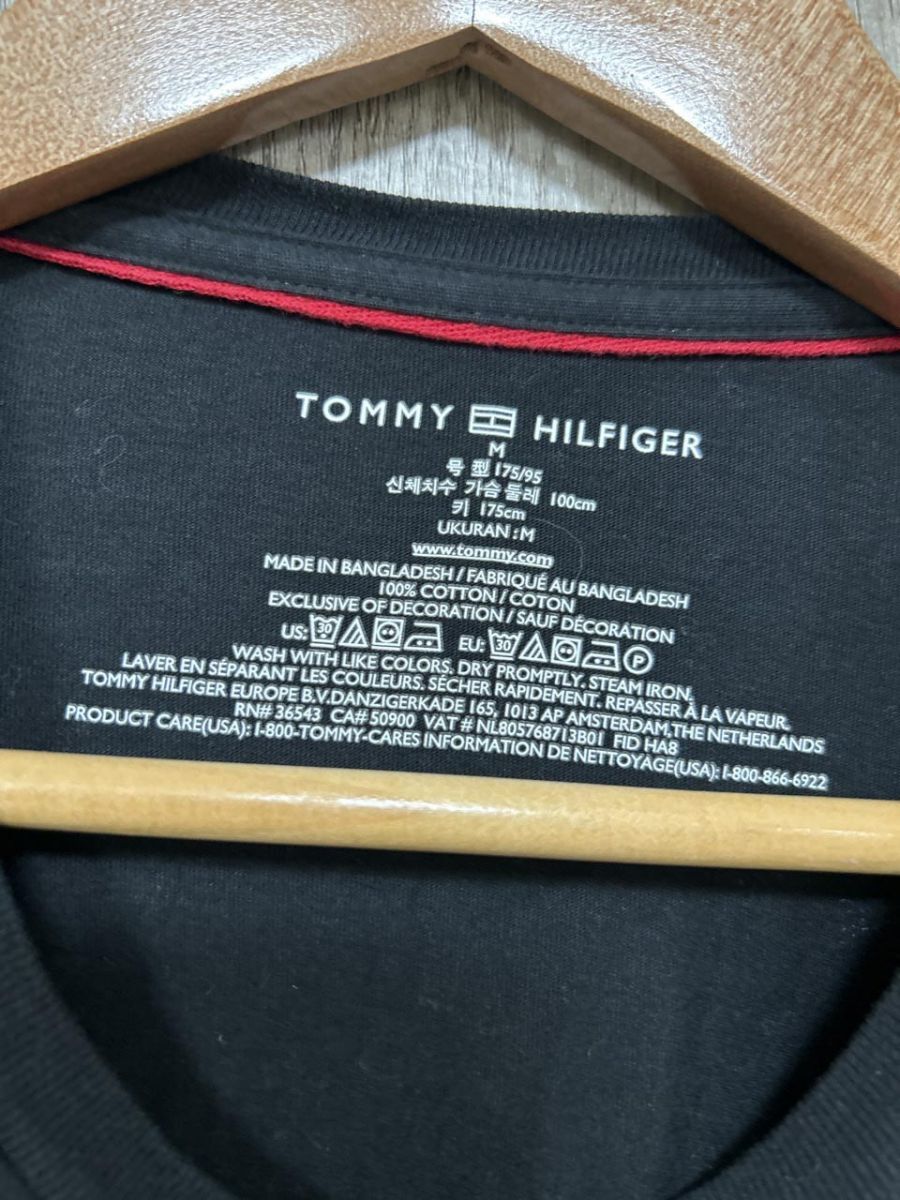 TOMMY HILFIGER
M
号 型 175/95
신체치수 가슴 둘레 100cm
키 175cm
UKURAN : M
www.tommy.com
MADE IN BANGLADESH / FABRIQUÉ AU BANGLADESH
100% COTTON / COTON
EXCLUSIVE OF DECORATION / SAUF DÉCORATION
US: 30 EU: 30 P
WASH WITH LIKE COLORS. DRY PROMPTLY. STEAM IRON.
LAVER EN SÉPARANT LES COULEURS. SÉCHER RAPIDEMENT. REPASSER À LA VAPEUR.
TOMMY HILFIGER EUROPE B.V.DANZIGERKADE 165, 1013 AP AMSTERDAM,THE NETHERLANDS
RN# 36543 CA# 50900 VAT # NL805768713B01 FID HA8
PRODUCT CARE(USA): 1-800-TOMMY-CARES INFORMATION DE NETTOYAGE(USA): 1-800-866-6922